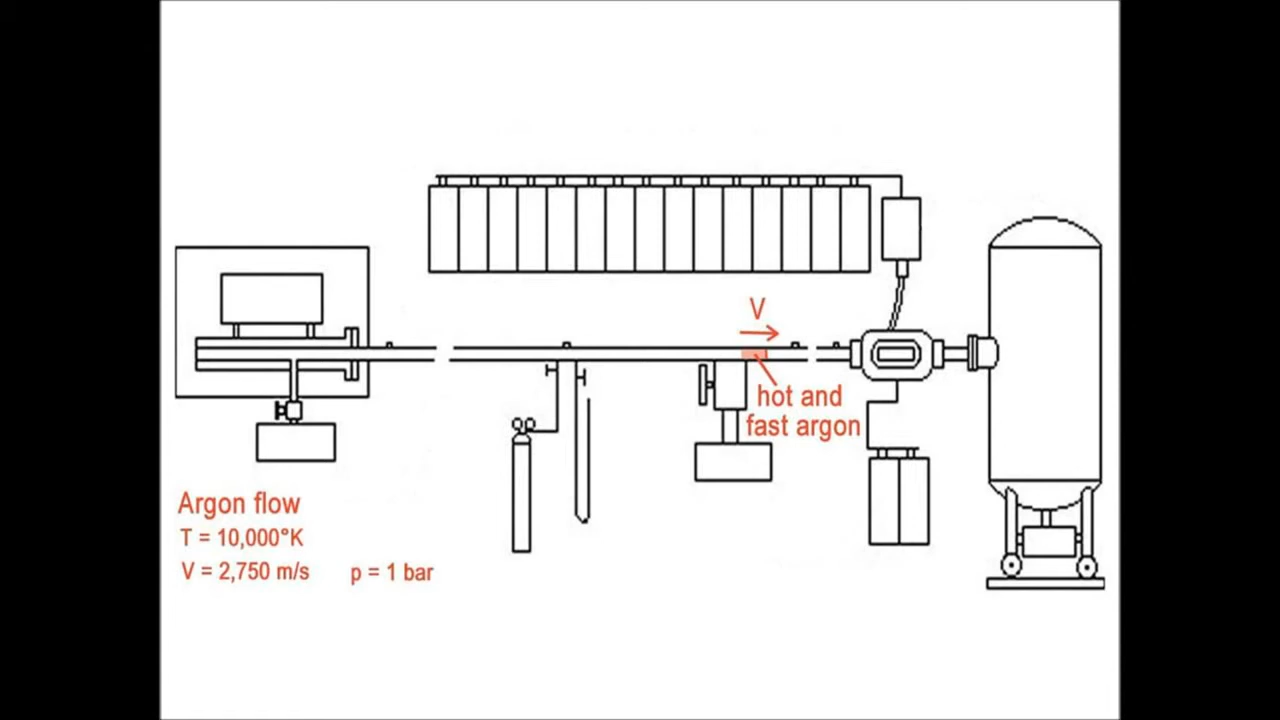 V
hot and
fast argon
Argon flow
T = 10,000°K
V = 2,750 m/s p = 1 bar